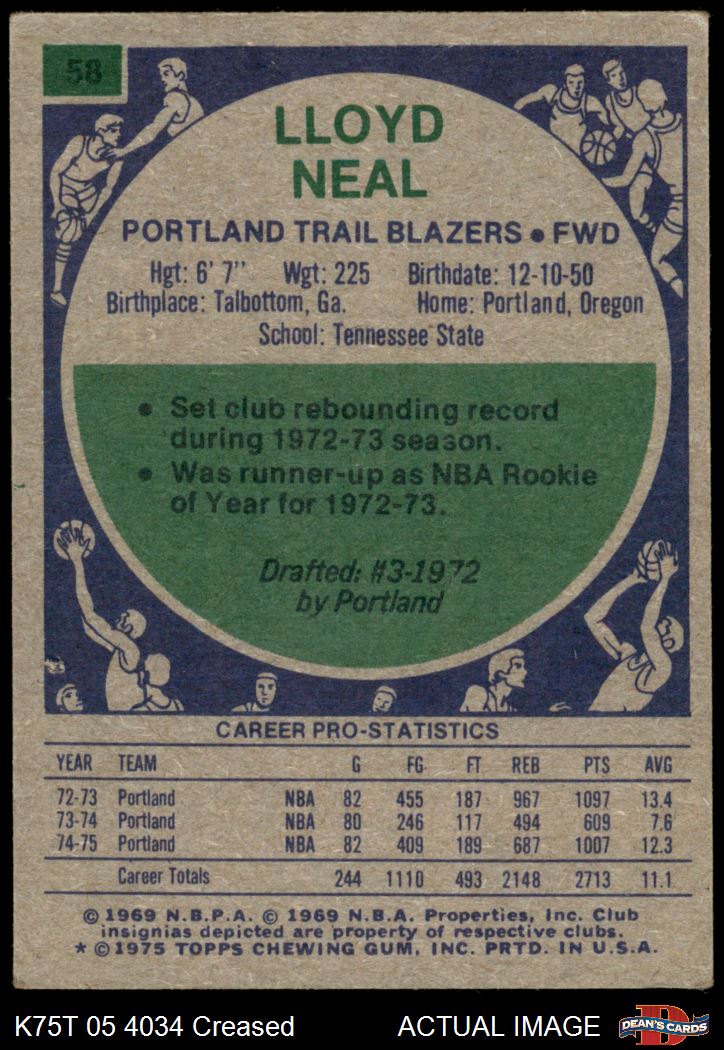 58
LLOYD
NEAL
PORTLAND TRAIL BLAZERS • FWD
Hgt: 6' 7" Wgt: 225 Birthdate: 12-10-50
Birthplace: Talbottom, Ga. Home: Portland, Oregon
School: Tennessee State
• Set club rebounding record
during 1972-73 season.
• Was runner-up as NBA Rookie
of Year for 1972-73.
Drafted: #3-1972
by Portland
CAREER PRO-STATISTICS
YEAR TEAM G FG FT REB PTS AVG
72-73 Portland NBA 82 455 187 967 1097 13.4
73-74 Portland NBA 80 246 117 494 609 7.6
74-75 Portland NBA 82 409 189 687 1007 12.3
Career Totals 244 1110 493 2148 2713 11.1
© 1969 N.B.P.A. © 1969 N.B.A. Properties, Inc. Club
insignias depicted are property of respective clubs.
* © 1975 TOPPS CHEWING GUM, INC. PRTD. IN U.S.A.
K75T 05 4034 Creased ACTUAL IMAGE D DEAN'S CARDS